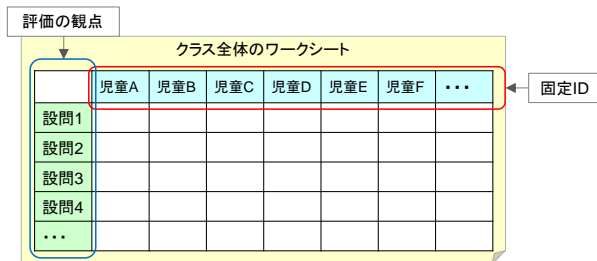 評価の観点
クラス全体のワークシート
児童A 児童B 児童C 児童D 児童E 児童F ・・・
固定ID
設問1
設問2
設問3
設問4
・・・